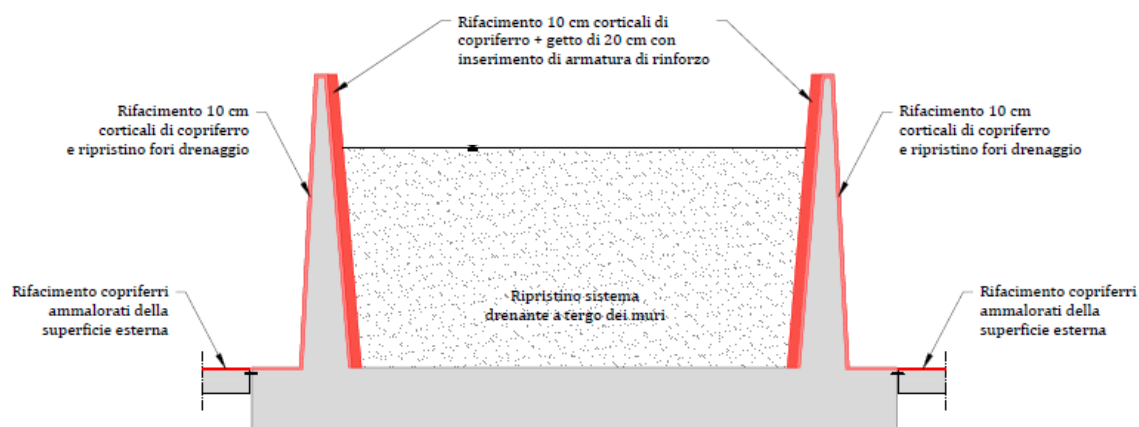 Rifacimento 10 cm corticali di
copriferro + getto di 20 cm con
inserimento di armatura di rinforzo
Rifacimento 10 cm
corticali di copriferro
e ripristino fori drenaggio
Rifacimento 10 cm
corticali di copriferro
e ripristino fori drenaggio
Rifacimento copriferri
ammalorati della
superficie esterna
Ripristino sistema
drenante a tergo dei muri
Rifacimento copriferri
ammalorati della
superficie esterna